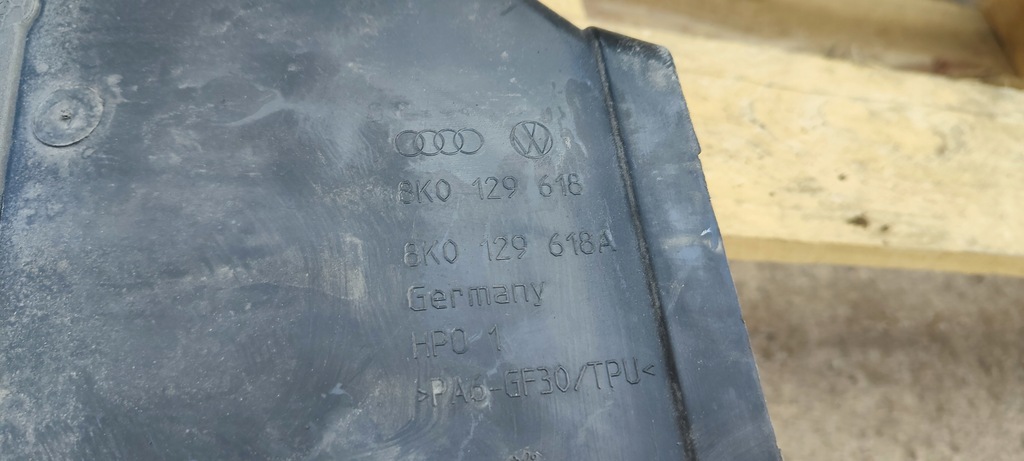 8K0 129 618
8K0 129 618A
Germany
HPO 1
>PA6-GF30/TPU<